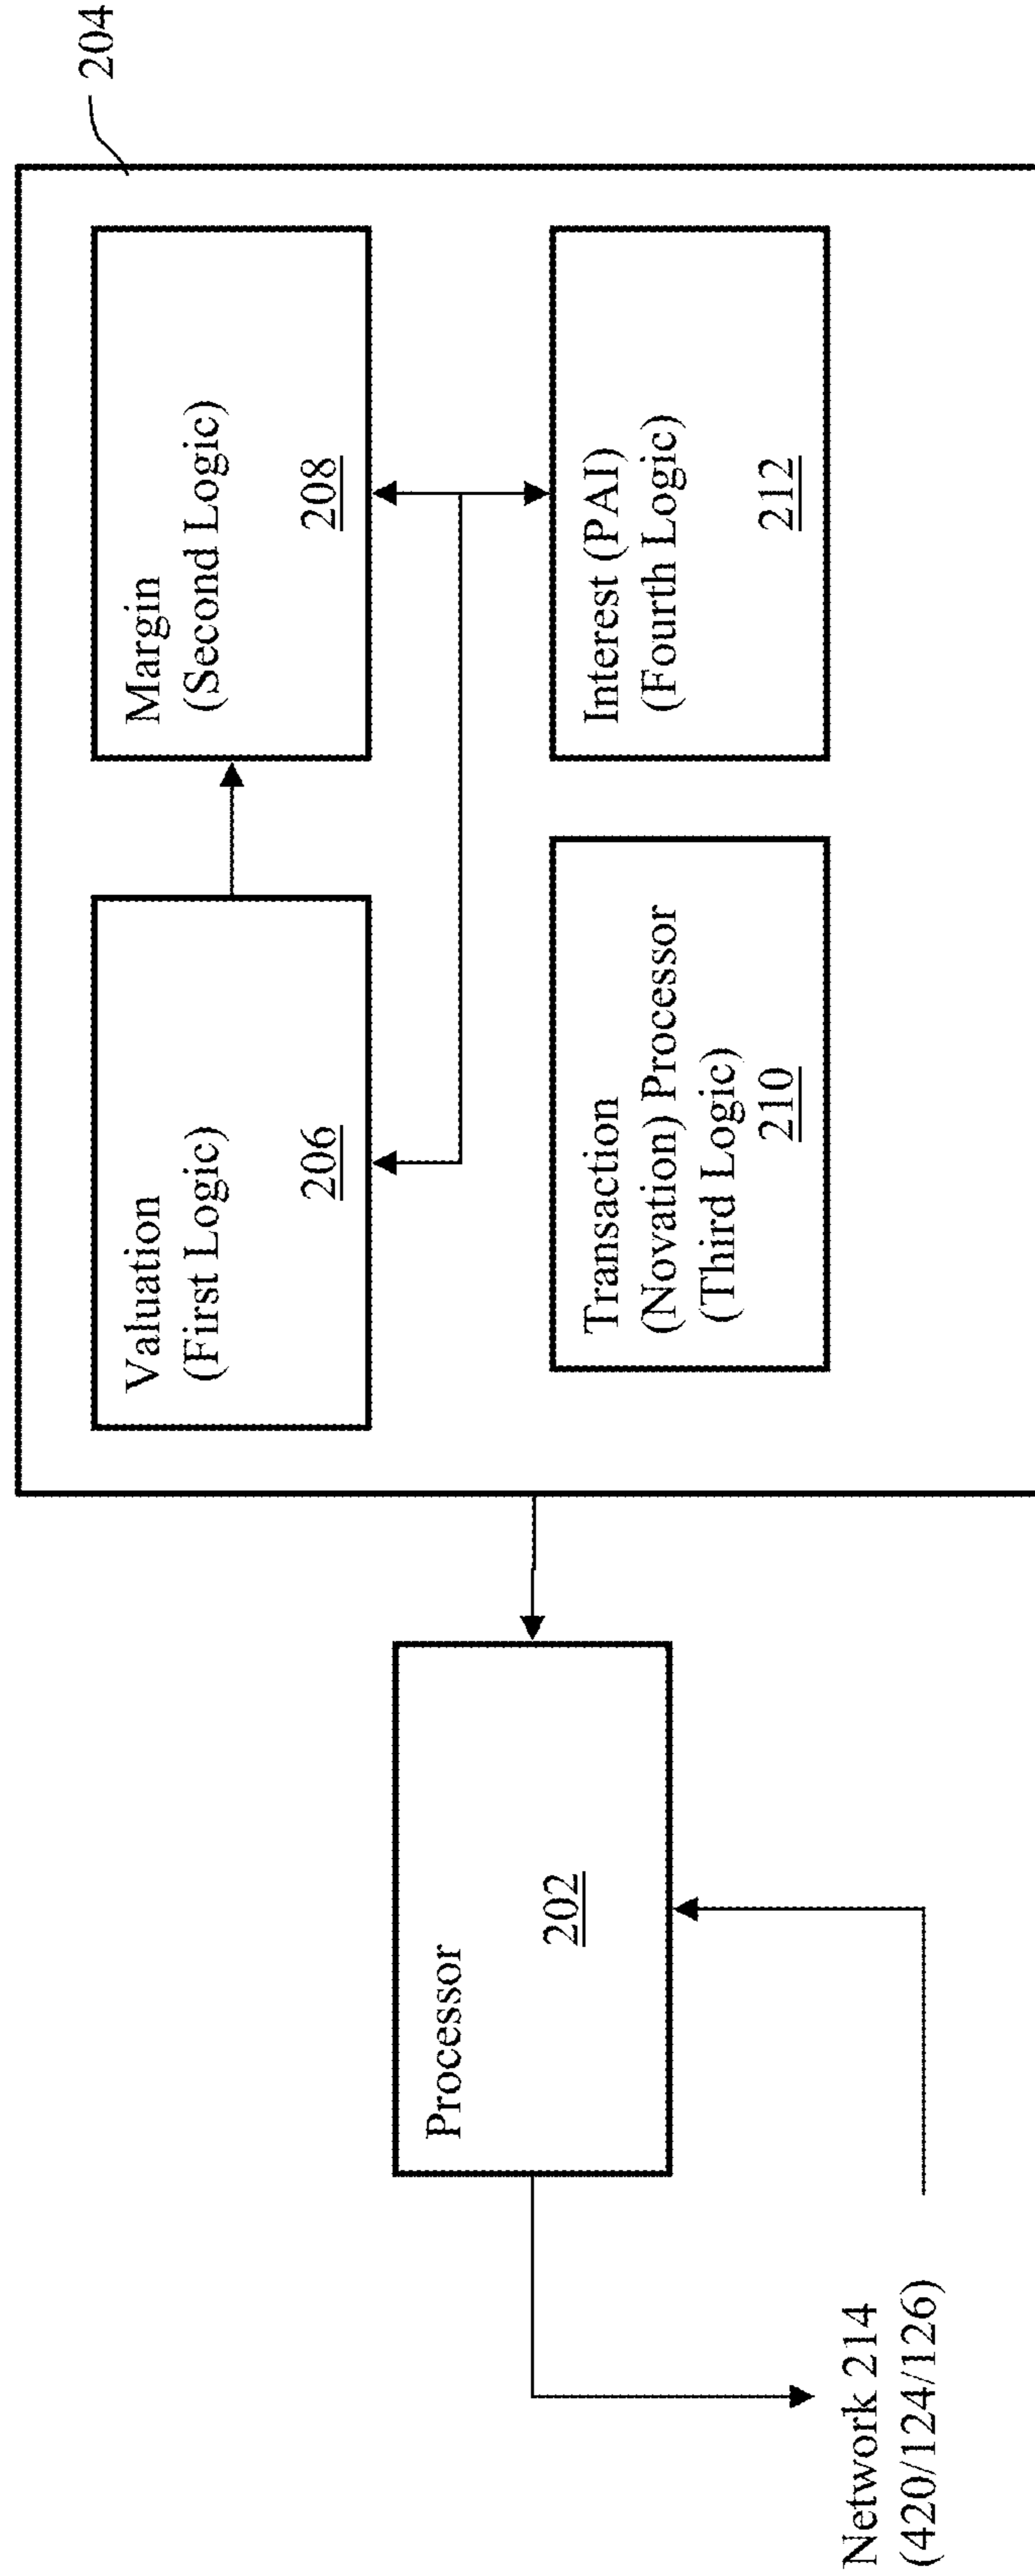 204
Valuation
(First Logic)
206
Margin
(Second Logic)
208
Transaction
(Novation) Processor
(Third Logic)
210
Interest (PAI)
(Fourth Logic)
212
Processor
202
Network 214
(420/124/126)